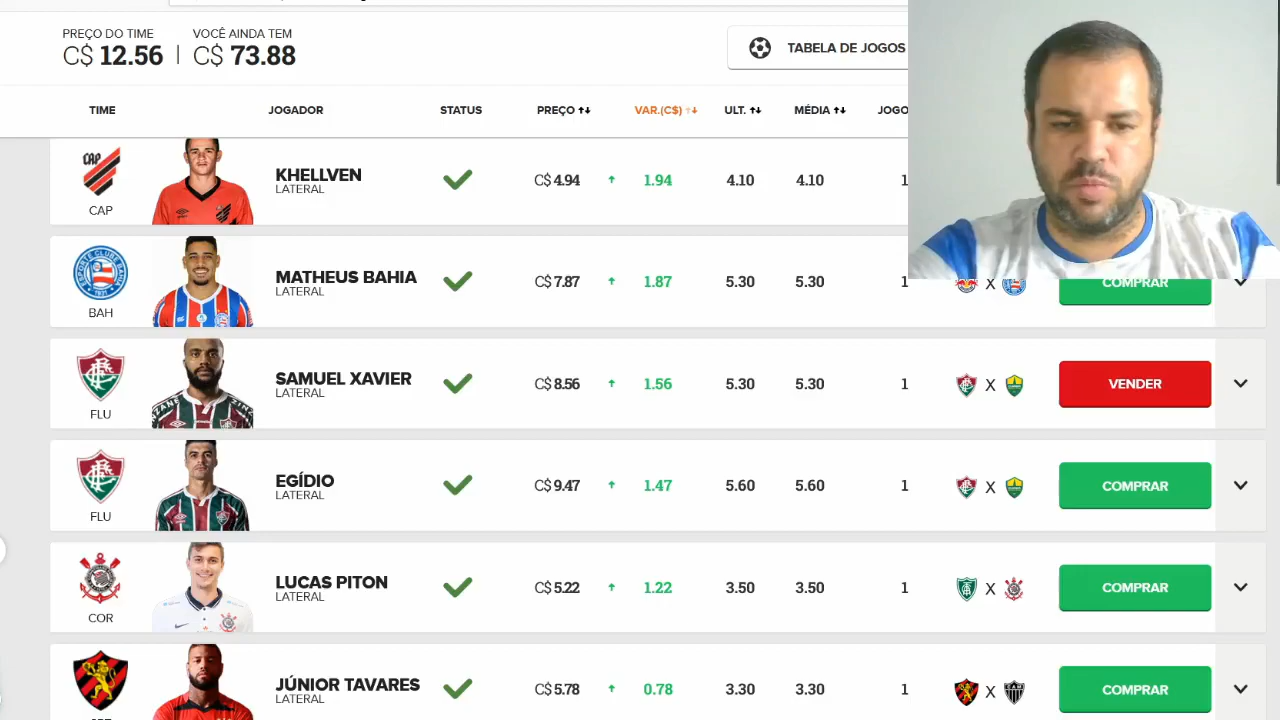 PREÇO DO TIME
C$ 12.56
VOCÊ AINDA TEM
C$ 73.88
TABELA DE JOGOS
TIME JOGADOR STATUS PREÇO VAR.(C$) ULT. MÉDIA JOGO
CAP
CAP
KHELLVEN
LATERAL
C$ 4.94 1.94 4.10 4.10 1
BAH
MATHEUS BAHIA
LATERAL
C$ 7.87 1.87 5.30 5.30 1
X
COMPRAR
FLU
SAMUEL XAVIER
LATERAL
C$ 8.56 1.56 5.30 5.30 1
X
VENDER
FLU
EGÍDIO
LATERAL
C$ 9.47 1.47 5.60 5.60 1
X
COMPRAR
COR
LUCAS PITON
LATERAL
C$ 5.22 1.22 3.50 3.50 1
X
COMPRAR
JÚNIOR TAVARES
LATERAL
C$ 5.78 0.78 3.30 3.30 1
X
COMPRAR